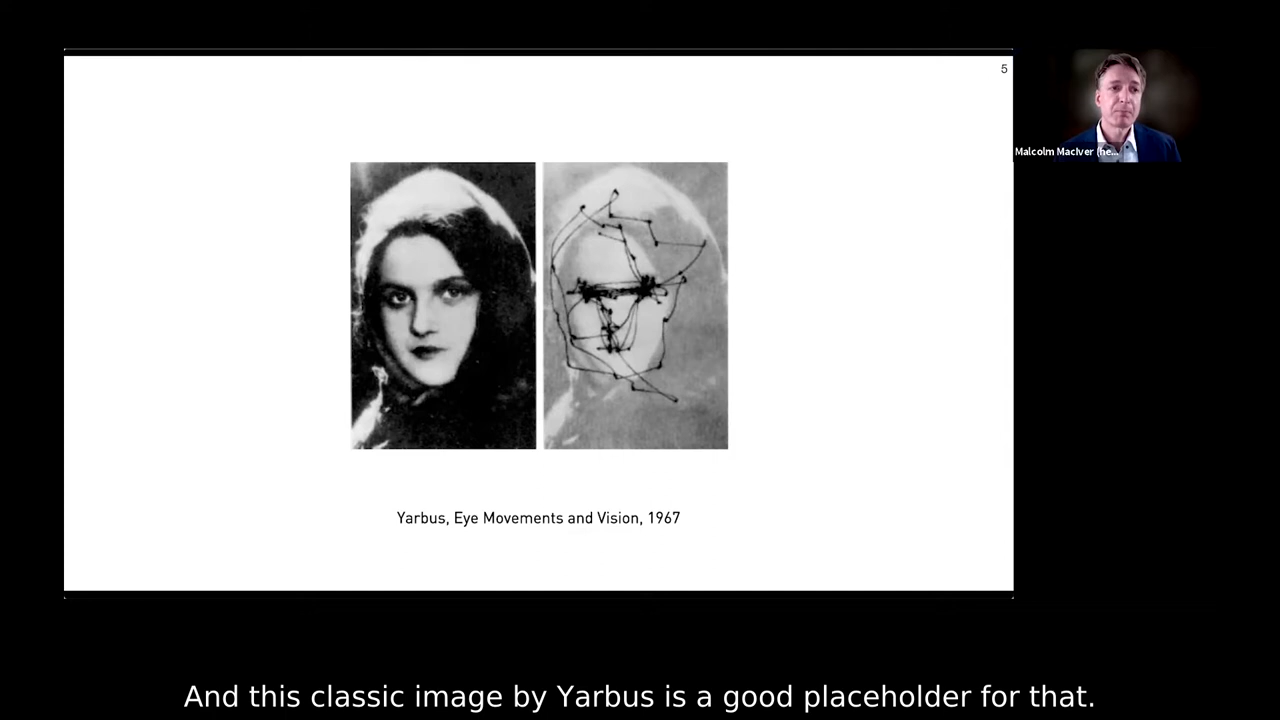 5
Malcolm MacIver (he...
Yarbus, Eye Movements and Vision, 1967
And this classic image by Yarbus is a good placeholder for that.